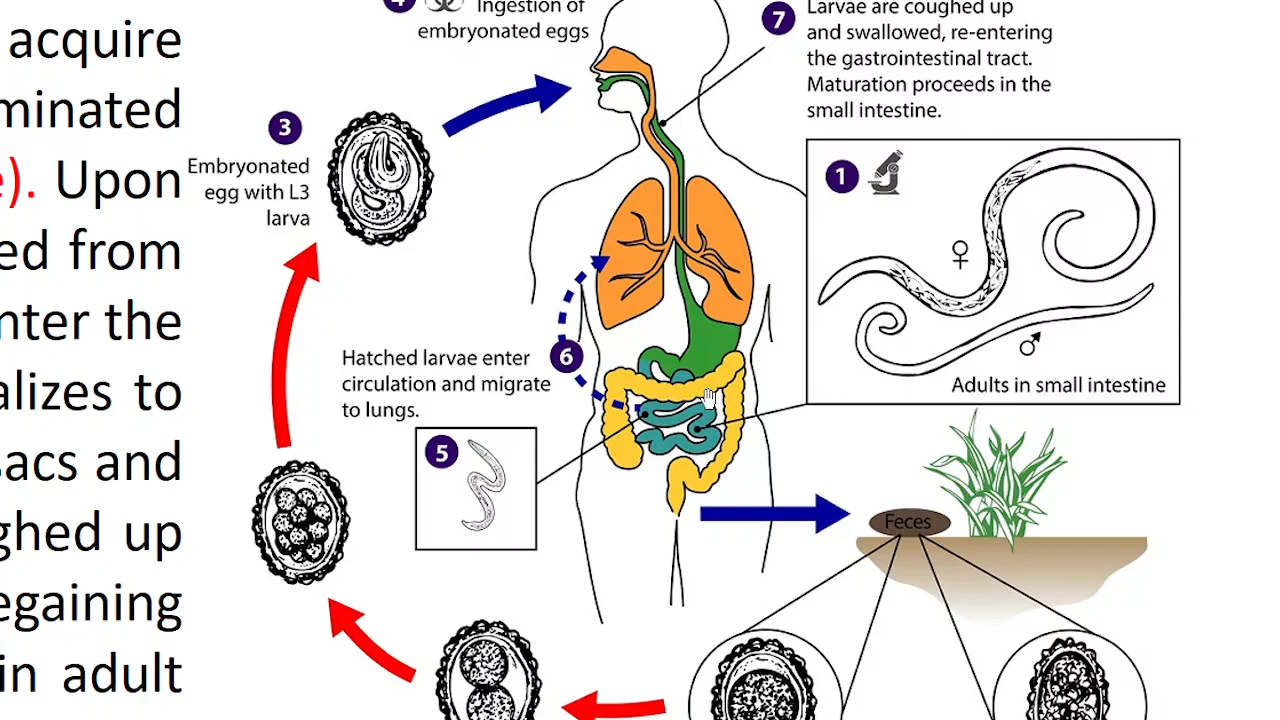 acquire
minated
e). Upon
ed from
nter the
alizes to
sacs and
ghed up
egaining
in adult
4
Ingestion of
embryonated eggs
7
Larvae are coughed up
and swallowed, re-entering
the gastrointestinal tract.
Maturation proceeds in the
small intestine.
3
Embryonated
egg with L3
larva
1
♀
♂
Adults in small intestine
6
Hatched larvae enter
circulation and migrate
to lungs.
5
Feces